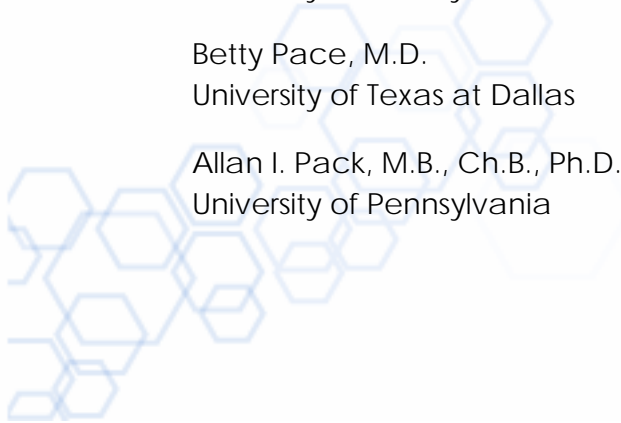 Betty Pace, M.D.
University of Texas at Dallas
Allan I. Pack, M.B., Ch.B., Ph.D.
University of Pennsylvania